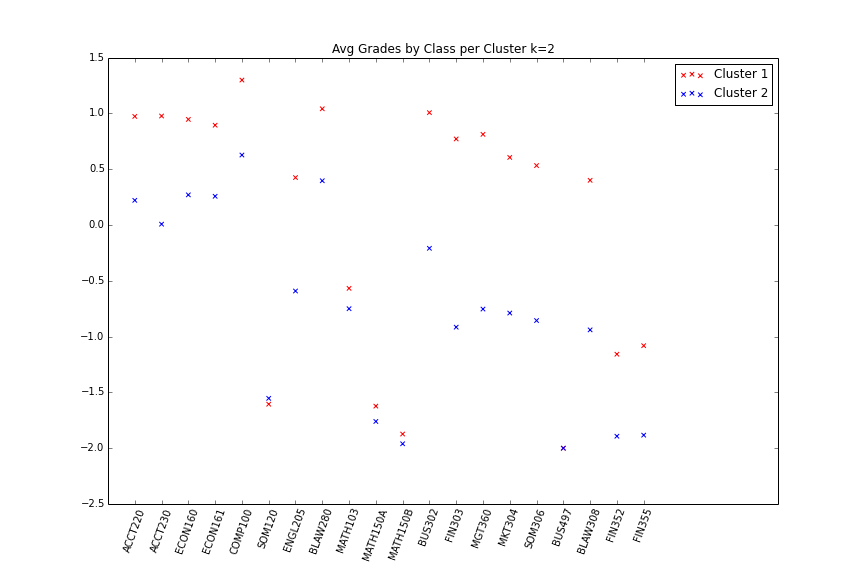 Avg Grades by Class per Cluster k=2
Cluster 1
Cluster 2
1.5
1.0
0.5
0.0
−0.5
−1.0
−1.5
−2.0
−2.5
ACCT220
ACCT230
ECON160
ECON161
COMP100
SOM120
ENGL205
BLAW280
MATH103
MATH150A
MATH150B
BUS302
FIN303
MGT360
MKT304
SOM306
BUS497
BLAW308
FIN352
FIN355